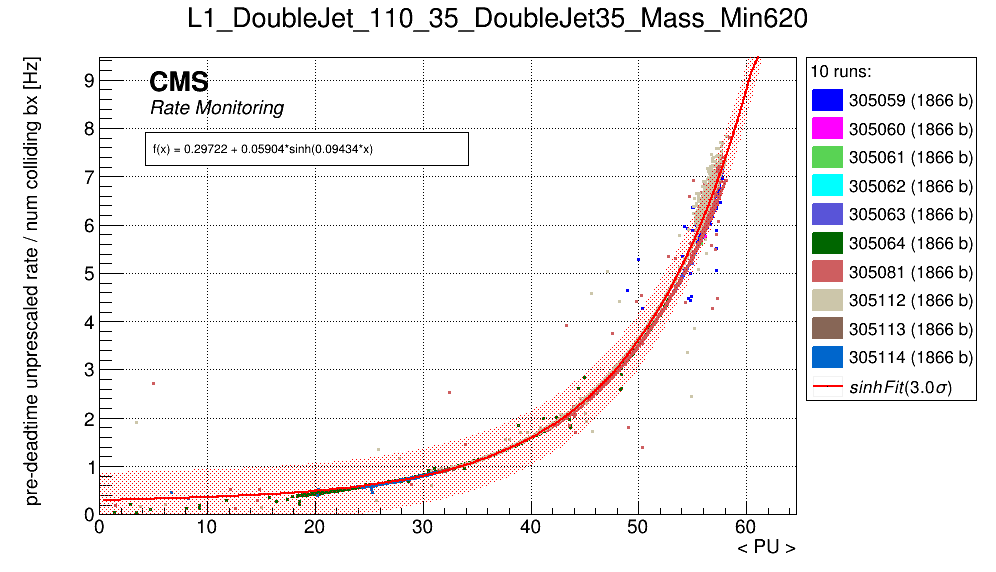 L1_DoubleJet_110_35_DoubleJet35_Mass_Min620
pre-deadtime unprescaled rate / num colliding bx [Hz]
CMS
Rate Monitoring
f(x) = 0.29722 + 0.05904*sinh(0.09434*x)
9
8
7
6
5
4
3
2
1
0
0 10 20 30 40 50 60
< PU >
10 runs:
305059 (1866 b)
305060 (1866 b)
305061 (1866 b)
305062 (1866 b)
305063 (1866 b)
305064 (1866 b)
305081 (1866 b)
305112 (1866 b)
305113 (1866 b)
305114 (1866 b)
sinhFit(3.0σ)